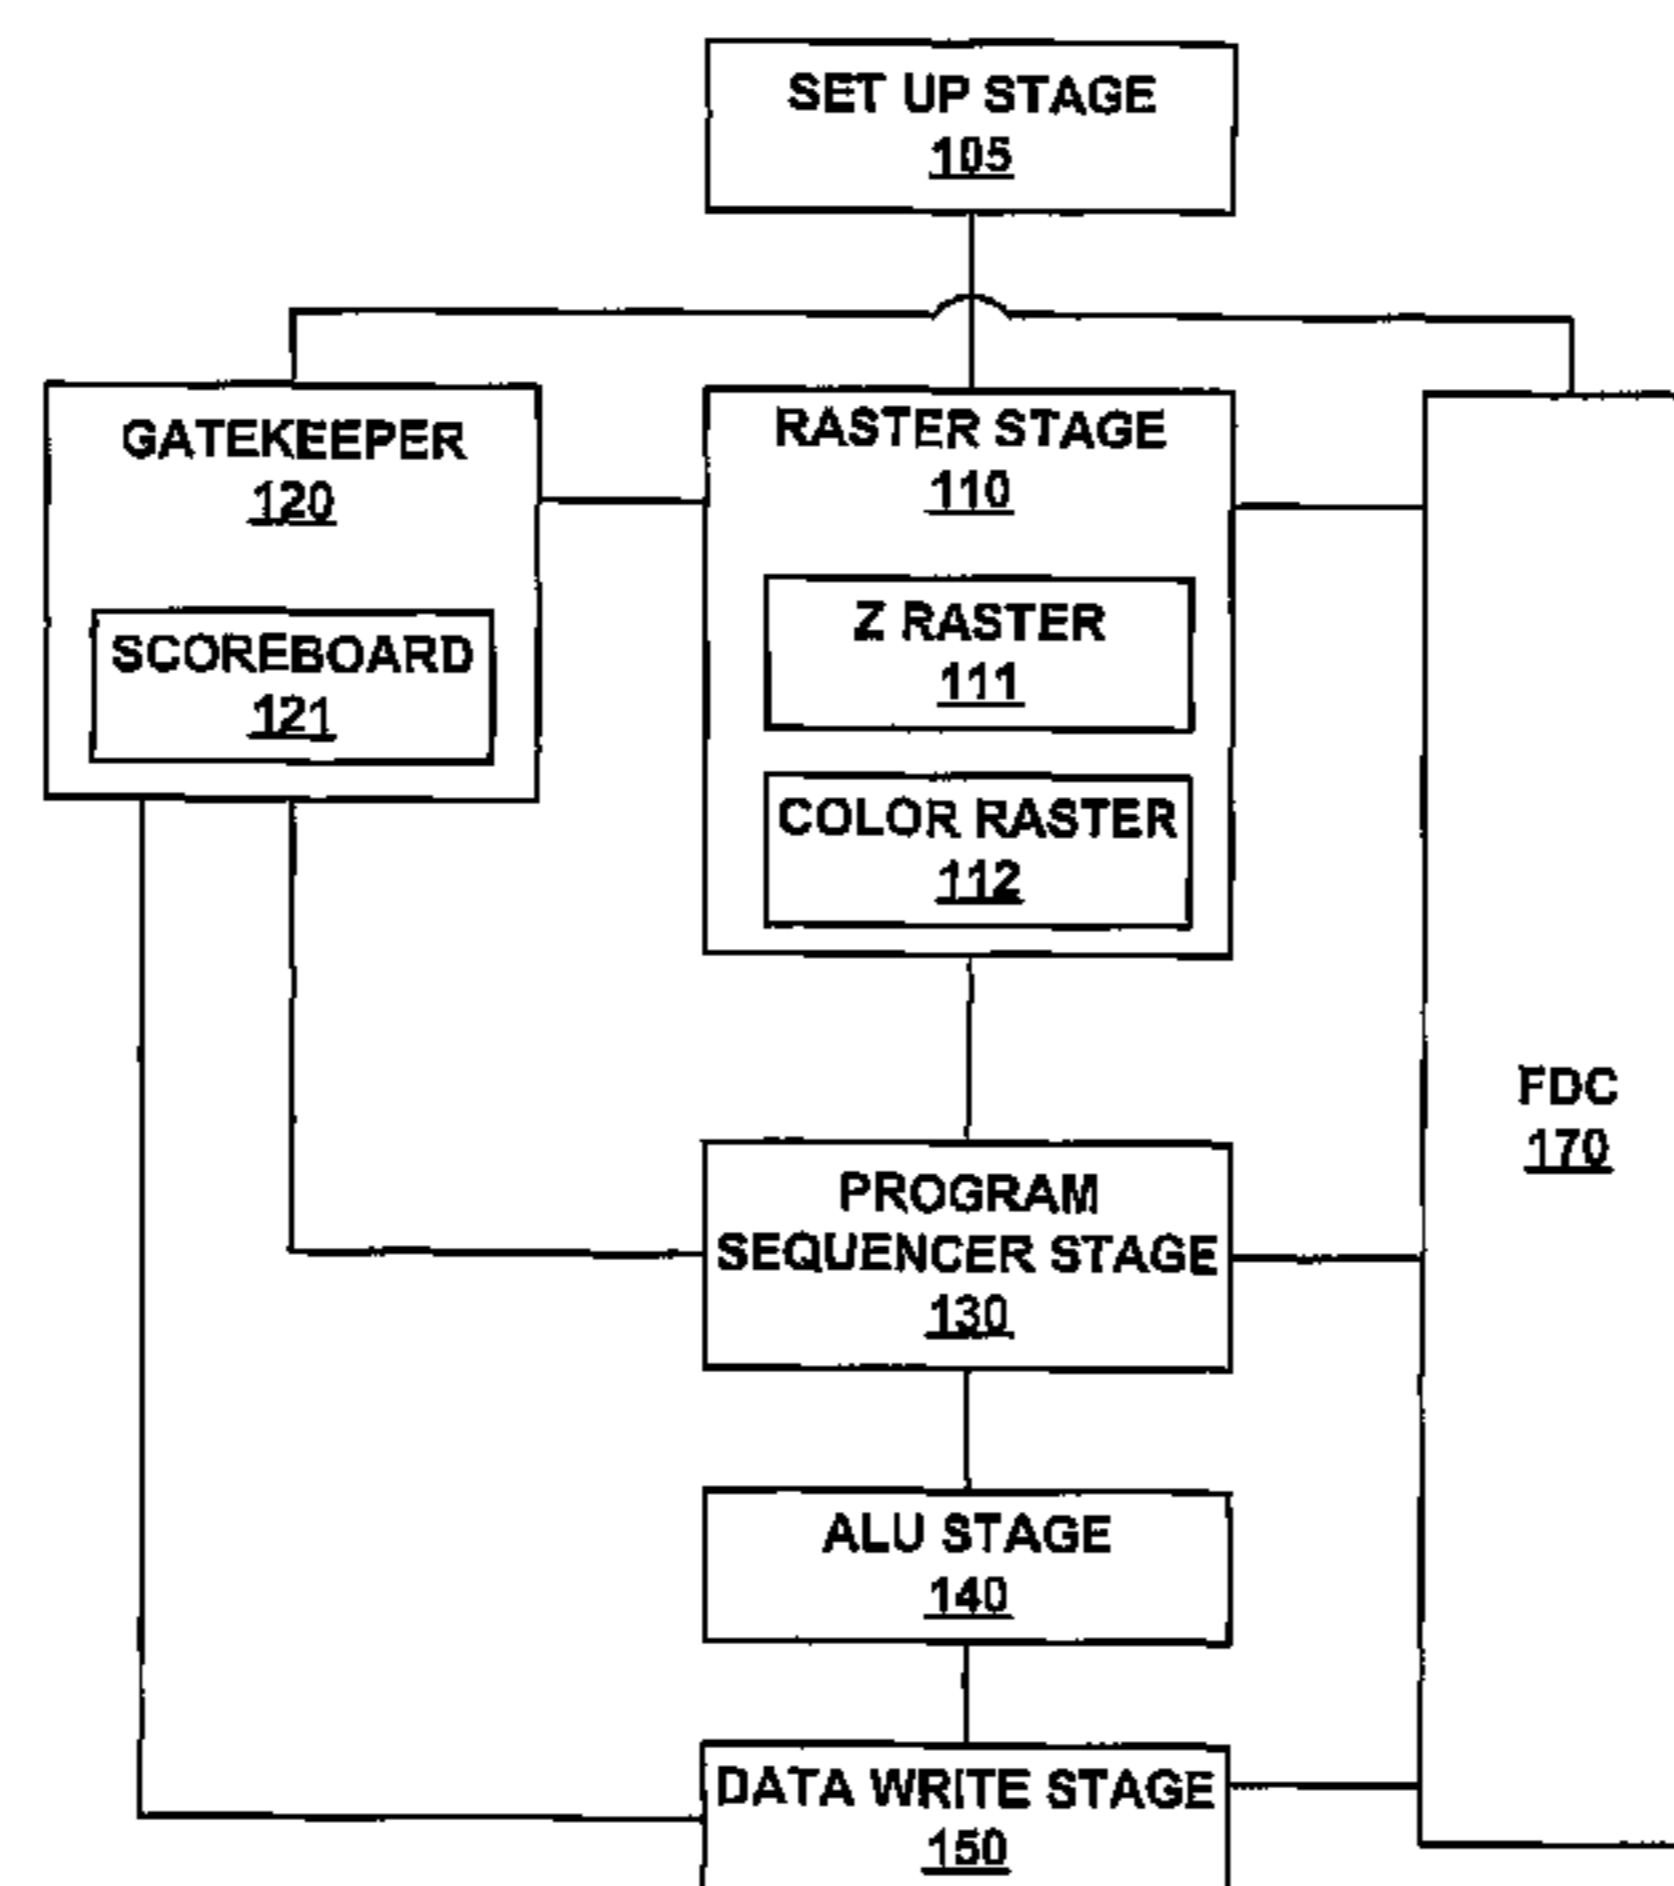 SET UP STAGE
105
GATEKEEPER
120
SCOREBOARD
121
RASTER STAGE
110
Z RASTER
111
COLOR RASTER
112
FDC
170
PROGRAM
SEQUENCER STAGE
130
ALU STAGE
140
DATA WRITE STAGE
150